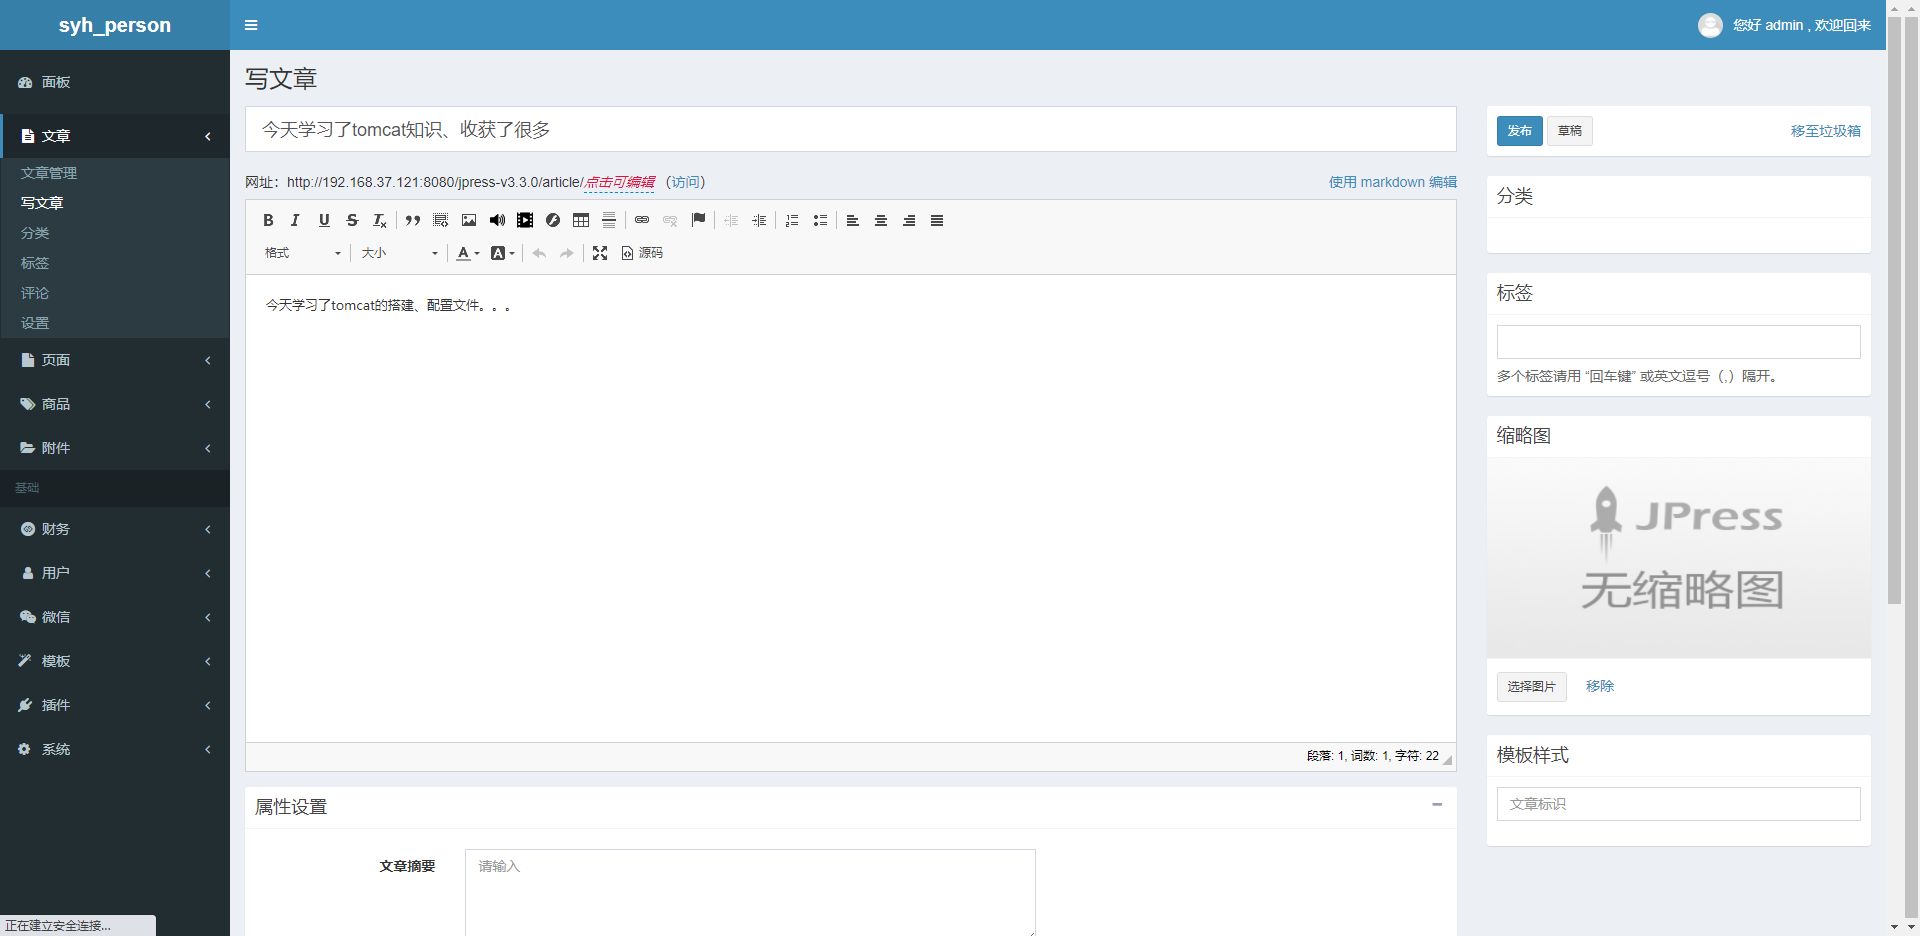 syh_person
您好 admin , 欢迎回来
面板
文章
文章管理
写文章
分类
标签
评论
设置
页面
商品
附件
基础
财务
用户
微信
模板
插件
系统
写文章
今天学习了tomcat知识、收获了很多
网址：http://192.168.37.121:8080/jpress-v3.3.0/article/点击可编辑 （访问）
使用 markdown 编辑
格式 大小 源码
今天学习了tomcat的搭建、配置文件。。。
段落: 1, 词数: 1, 字符: 22
属性设置
文章摘要
请输入
发布 草稿 移至垃圾箱
分类
标签
多个标签请用 “回车键” 或英文逗号（,）隔开。
缩略图
JPress
无缩略图
选择图片 移除
模板样式
文章标识
正在建立安全连接...